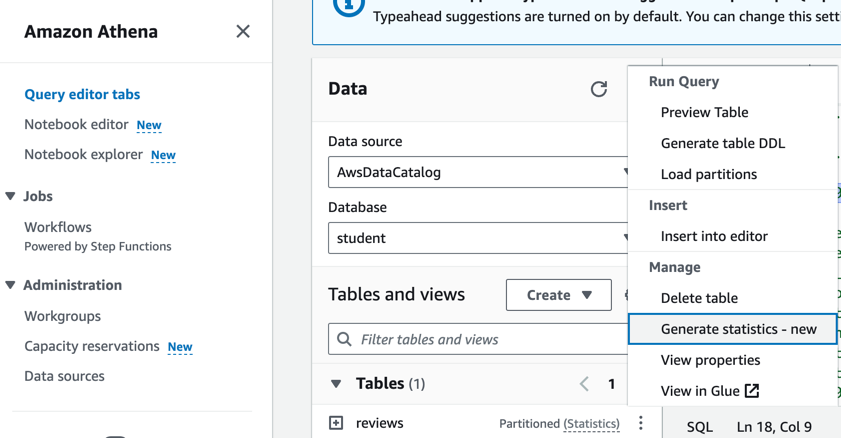 Amazon Athena
Query editor tabs
Notebook editor New
Notebook explorer New
Jobs
Workflows
Powered by Step Functions
Administration
Workgroups
Capacity reservations New
Data sources
Typeahead suggestions are turned on by default. You can change this
Data
Data source
AwsDataCatalog
Database
student
Tables and views
Create
Filter tables and views
Tables (1)
1
reviews
Partitioned (Statistics)
Run Query
Preview Table
Generate table DDL
Load partitions
Insert
Insert into editor
Manage
Delete table
Generate statistics - new
View properties
View in Glue
SQL Ln 18, Col 9